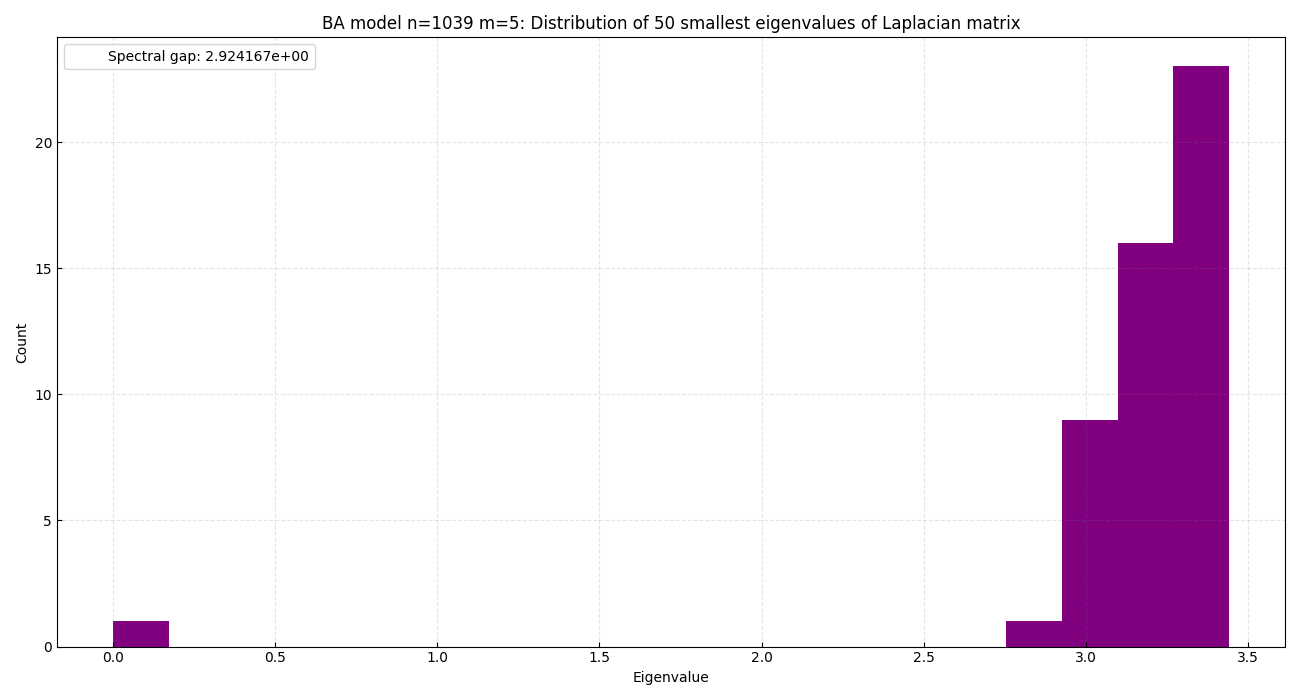 BA model n=1039 m=5: Distribution of 50 smallest eigenvalues of Laplacian matrix
Spectral gap: 2.924167e+00
Count
20
15
10
5
0
0.0 0.5 1.0 1.5 2.0 2.5 3.0 3.5
Eigenvalue